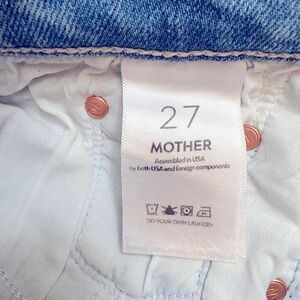 27
MOTHER
Assembled in USA
by both USA and foreign components
DO YOUR OWN LAUNDRY